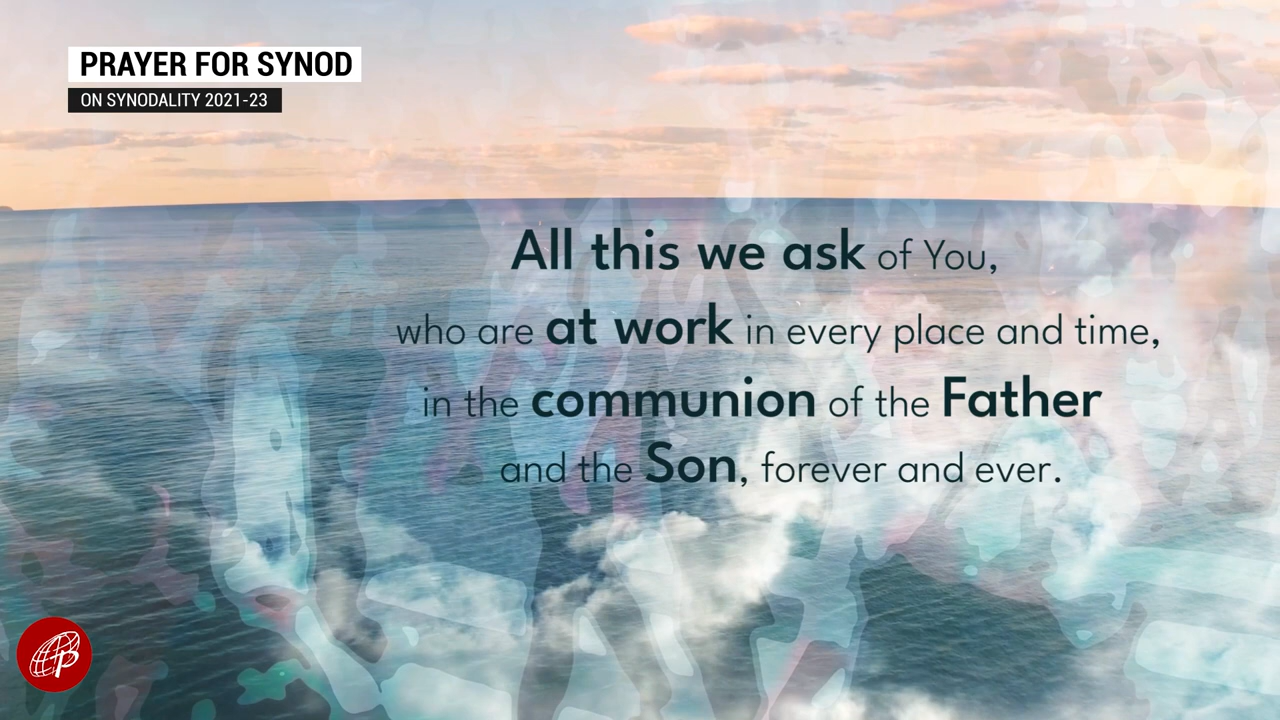 PRAYER FOR SYNOD
ON SYNODALITY 2021-23
All this we ask of You,
who are at work in every place and time,
in the communion of the Father
and the Son, forever and ever.